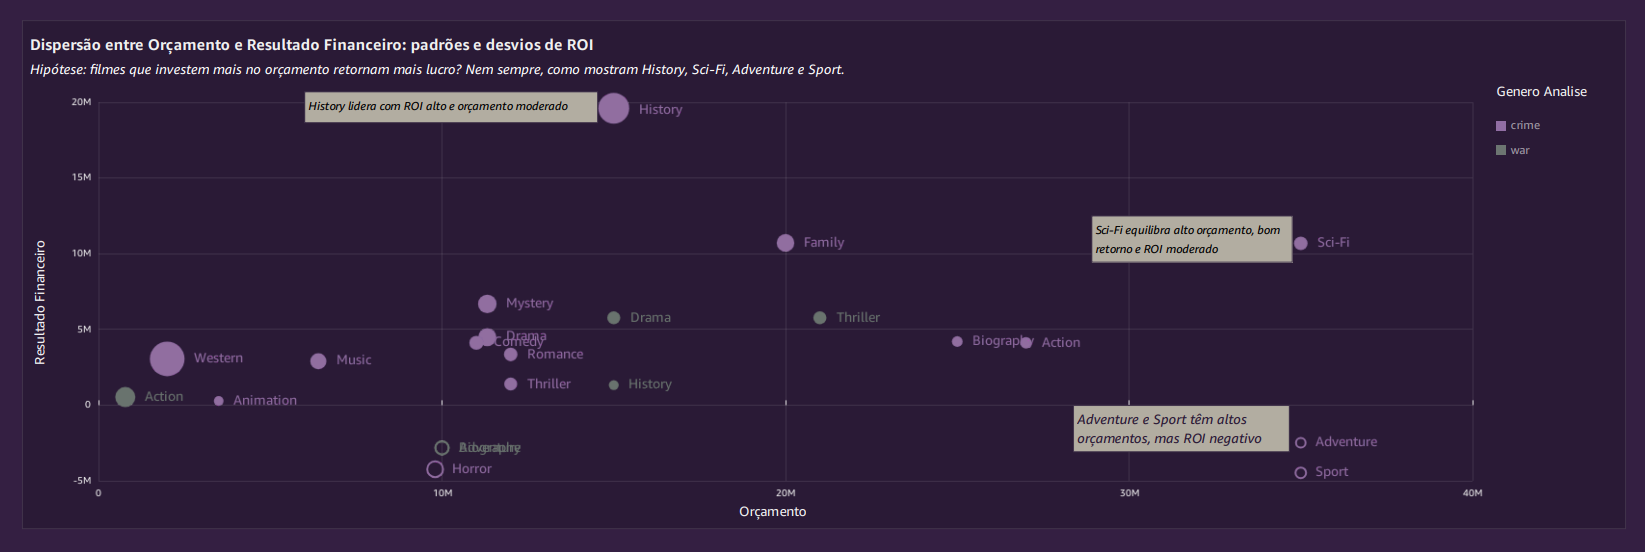 Dispersão entre Orçamento e Resultado Financeiro: padrões e desvios de ROI
Hipótese: filmes que investem mais no orçamento retornam mais lucro? Nem sempre, como mostram History, Sci-Fi, Adventure e Sport.
Genero Analise
crime
war
Resultado Financeiro
20M
15M
10M
5M
0
-5M
History lidera com ROI alto e orçamento moderado
History
Family
Sci-Fi equilibra alto orçamento, bom
retorno e ROI moderado
Sci-Fi
Mystery
Drama
Thriller
Drama
Comedy
Biography
Action
Romance
Western
Music
Thriller
History
Action
Animation
Adventure e Sport têm altos
orçamentos, mas ROI negativo
Adventure
Biography
Horror
Sport
0
10M
20M
30M
40M
Orçamento